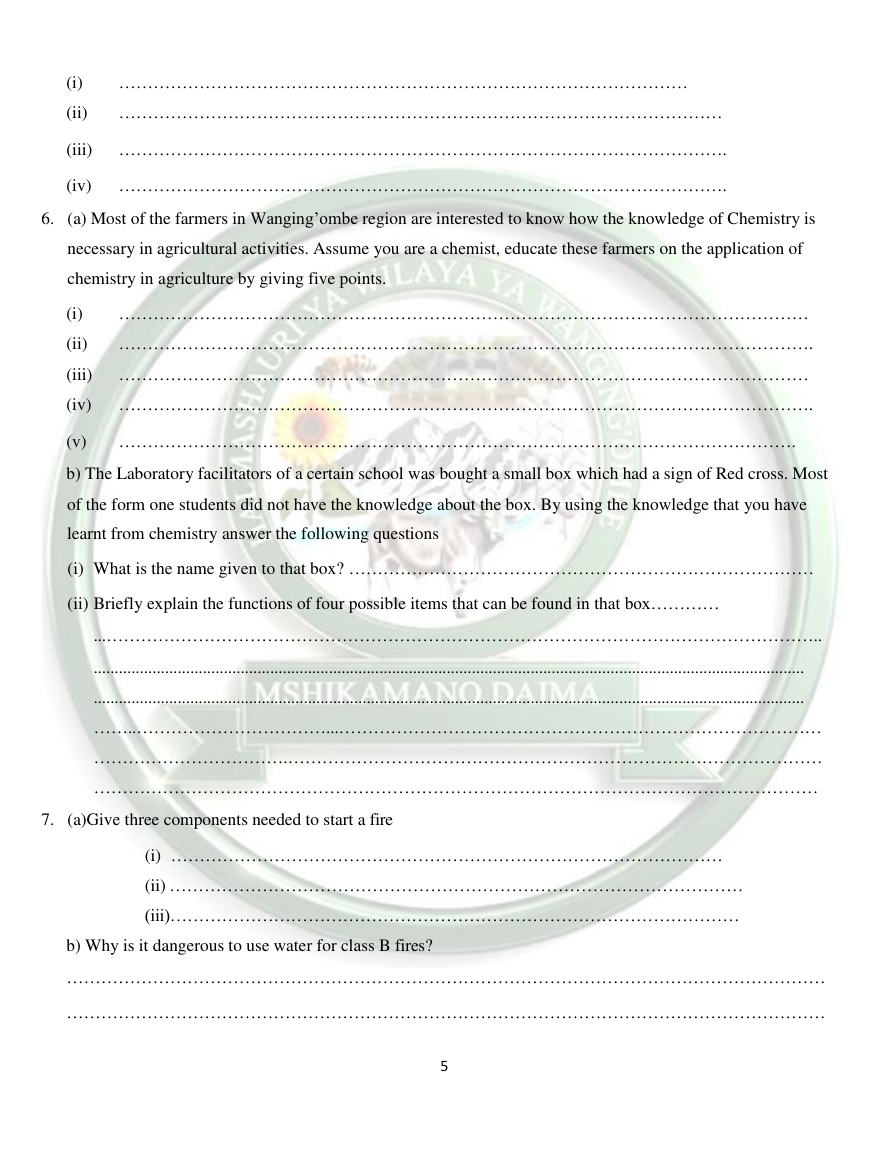 (i) ………………………………………………………………………………………
(ii) ……………………………………………………………………………………………
(iii) …………………………………………………………………………………………….
(iv) …………………………………………………………………………………………….
6. (a) Most of the farmers in Wanging’ombe region are interested to know how the knowledge of Chemistry is
necessary in agricultural activities. Assume you are a chemist, educate these farmers on the application of
chemistry in agriculture by giving five points.
(i) …………………………………………………………………………………………………………
(ii) ………………………………………………………………………………………………………….
(iii) …………………………………………………………………………………………………………
(iv) ………………………………………………………………………………………………………….
(v) ……………………………………………………………………………………………………….
b) The Laboratory facilitators of a certain school was bought a small box which had a sign of Red cross. Most
of the form one students did not have the knowledge about the box. By using the knowledge that you have
learnt from chemistry answer the following questions
(i) What is the name given to that box? ………………………………………………………………………
(ii) Briefly explain the functions of four possible items that can be found in that box…………
...……………………………………………………………………………………………………………..
................................................................................................................................................
................................................................................................................................................
……..……………………………....…………………………………………………………………………
………………………………………………………………………………………………………………
………………………………………………………………………………………………………………
7. (a)Give three components needed to start a fire
(i) ……………………………………………………………………………………
(ii) ………………………………………………………………………………………
(iii)………………………………………………………………………………………
b) Why is it dangerous to use water for class B fires?
……………………………………………………………………………………………………………………
……………………………………………………………………………………………………………………
MSHIKAMANO DAIMA
5